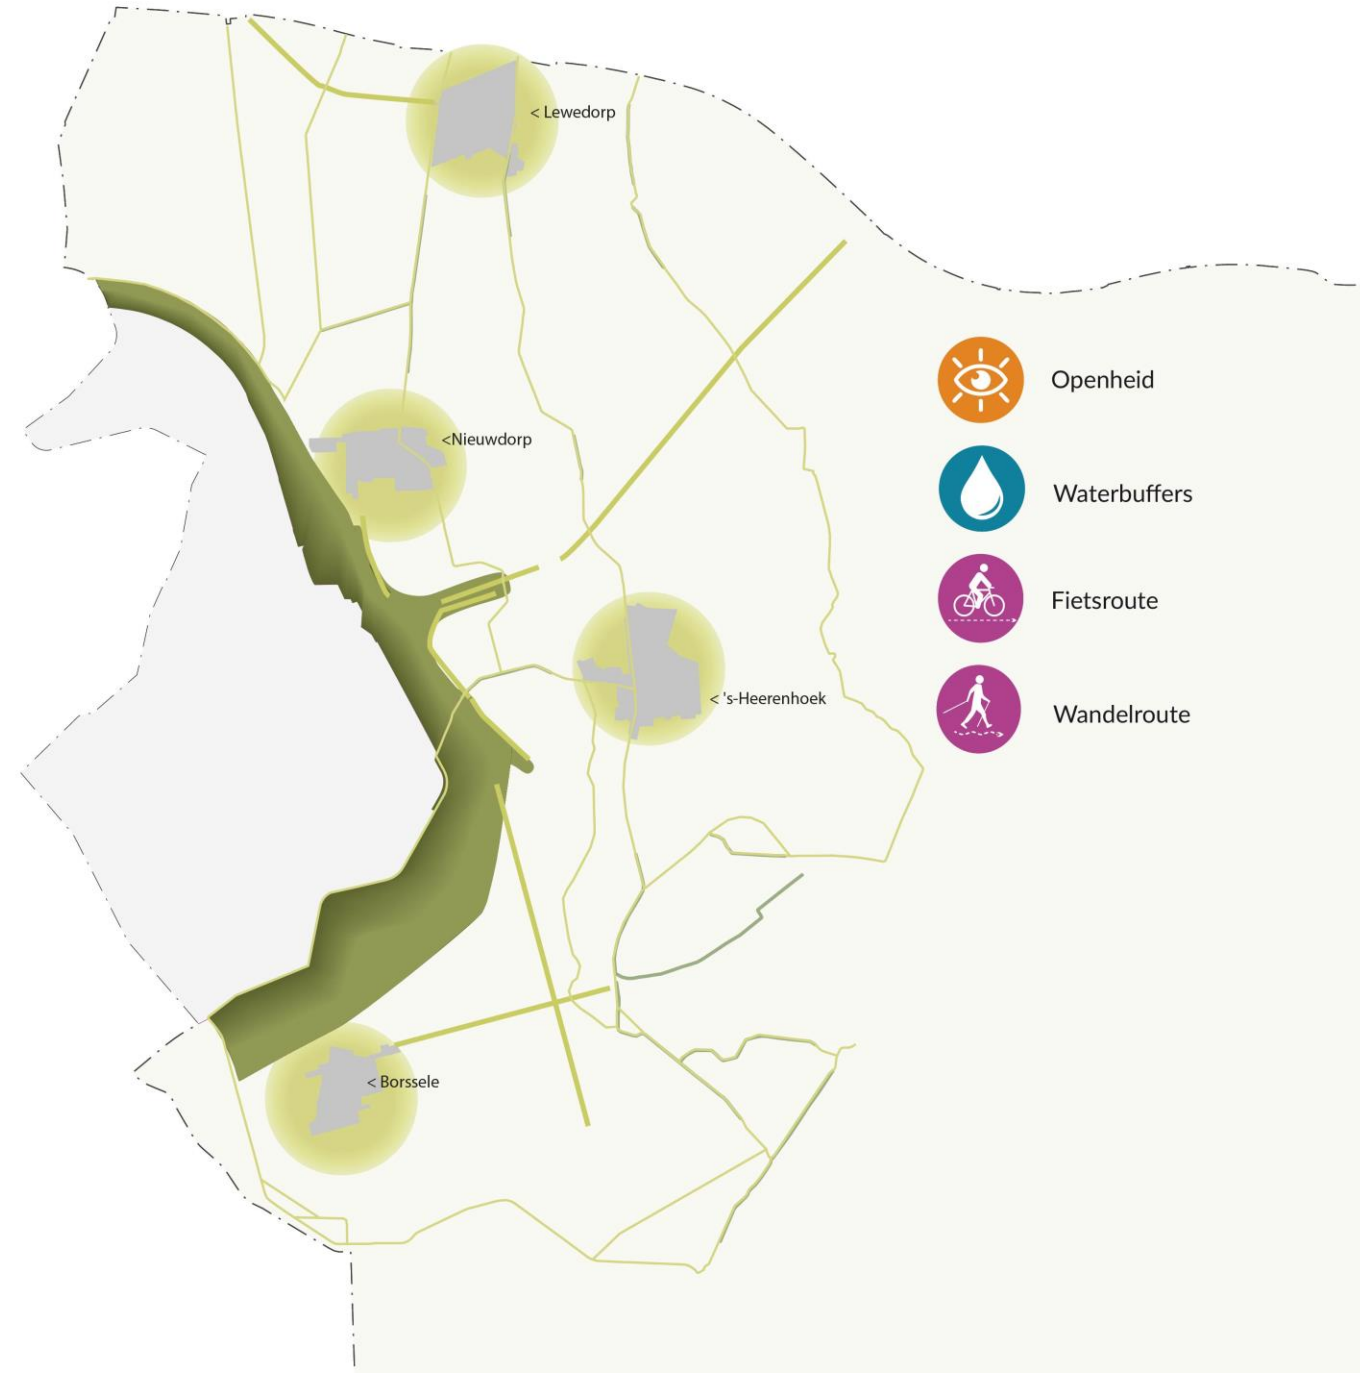 < Lewedorp
Openheid
<Nieuwdorp
Waterbuffers
Fietsroute
< 's-Heerenhoek
Wandelroute
< Borssele